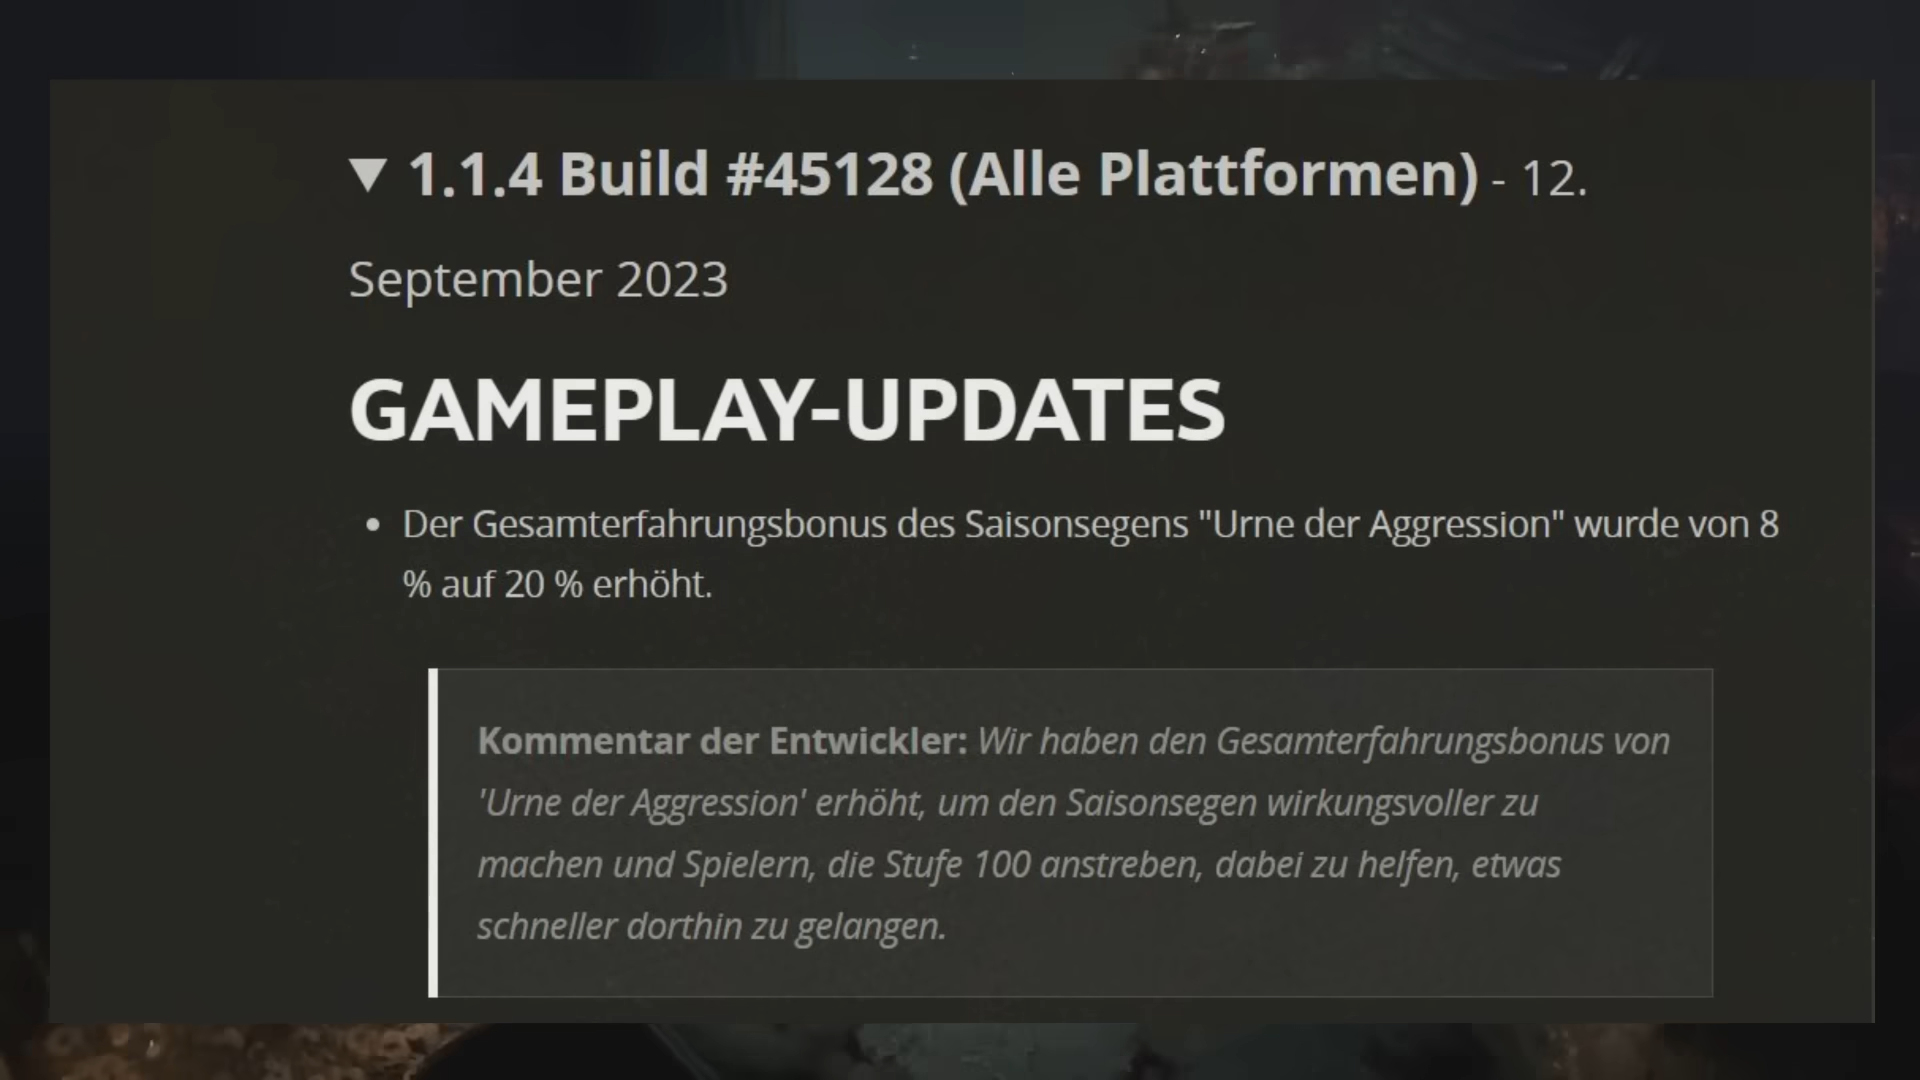 ▼ 1.1.4 Build #45128 (Alle Plattformen) - 12.
September 2023
GAMEPLAY-UPDATES
• Der Gesamterfahrungsbonus des Saisonsegens "Urne der Aggression" wurde von 8
% auf 20 % erhöht.
Kommentar der Entwickler: Wir haben den Gesamterfahrungsbonus von
'Urne der Aggression' erhöht, um den Saisonsegen wirkungsvoller zu
machen und Spielern, die Stufe 100 anstreben, dabei zu helfen, etwas
schneller dorthin zu gelangen.